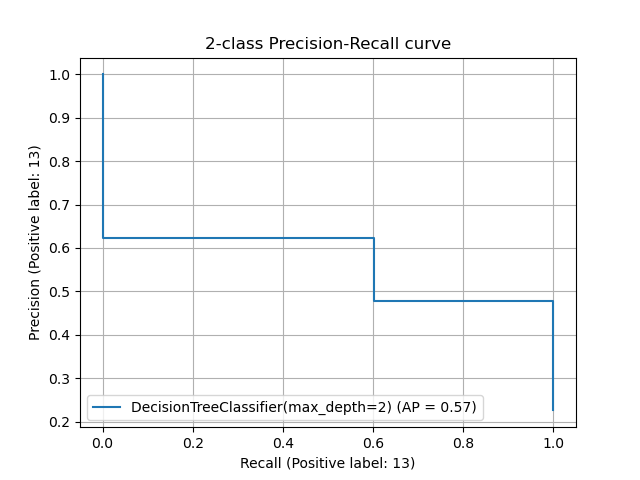 2-class Precision-Recall curve
Precision (Positive label: 13)
1.0
0.9
0.8
0.7
0.6
0.5
0.4
0.3
0.2
DecisionTreeClassifier(max_depth=2) (AP = 0.57)
0.0 0.2 0.4 0.6 0.8 1.0
Recall (Positive label: 13)